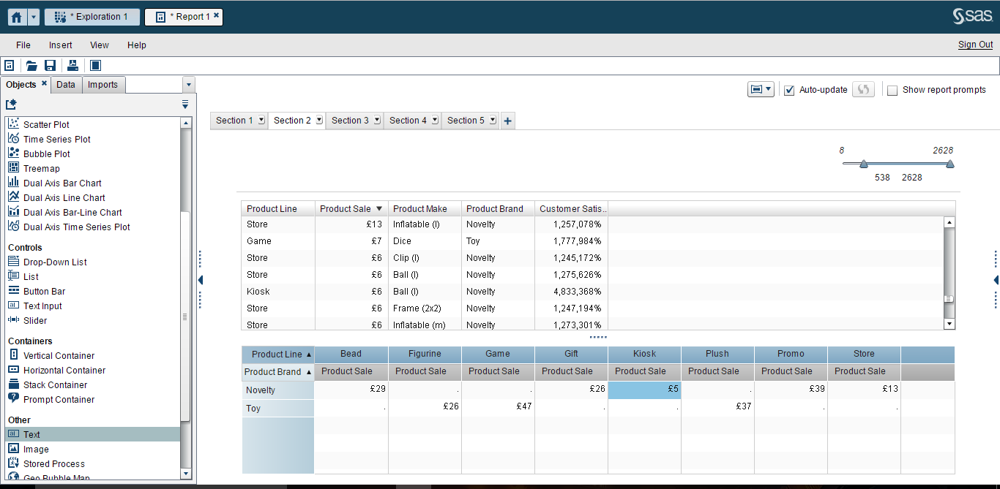 * Exploration 1 * Report 1 sas
File Insert View Help Sign Out
Objects Data Imports
Auto-update Show report prompts
Section 1 Section 2 Section 3 Section 4 Section 5
Scatter Plot
Time Series Plot
Bubble Plot
Treemap
Dual Axis Bar Chart
Dual Axis Line Chart
Dual Axis Bar-Line Chart
Dual Axis Time Series Plot
Controls
Drop-Down List
List
Button Bar
Text Input
Slider
Containers
Vertical Container
Horizontal Container
Stack Container
Prompt Container
Other
Text
Image
Stored Process
Geo Bubble Map
8 2628
538 2628
Product Line Product Sale Product Make Product Brand Customer Satis..
Store £13 Inflatable (l) Novelty 1,257,078%
Game £7 Dice Toy 1,777,984%
Store £6 Clip (l) Novelty 1,245,172%
Store £6 Ball (l) Novelty 1,275,626%
Kiosk £6 Ball (l) Novelty 4,833,368%
Store £6 Frame (2x2) Novelty 1,247,194%
Store £6 Inflatable (m) Novelty 1,273,301%
Product Line Bead Figurine Game Gift Kiosk Plush Promo Store
Product Brand Product Sale Product Sale Product Sale Product Sale Product Sale Product Sale Product Sale Product Sale
Novelty £29 . . £26 £5 . £39 £13
Toy . £26 £47 . . £37 . .